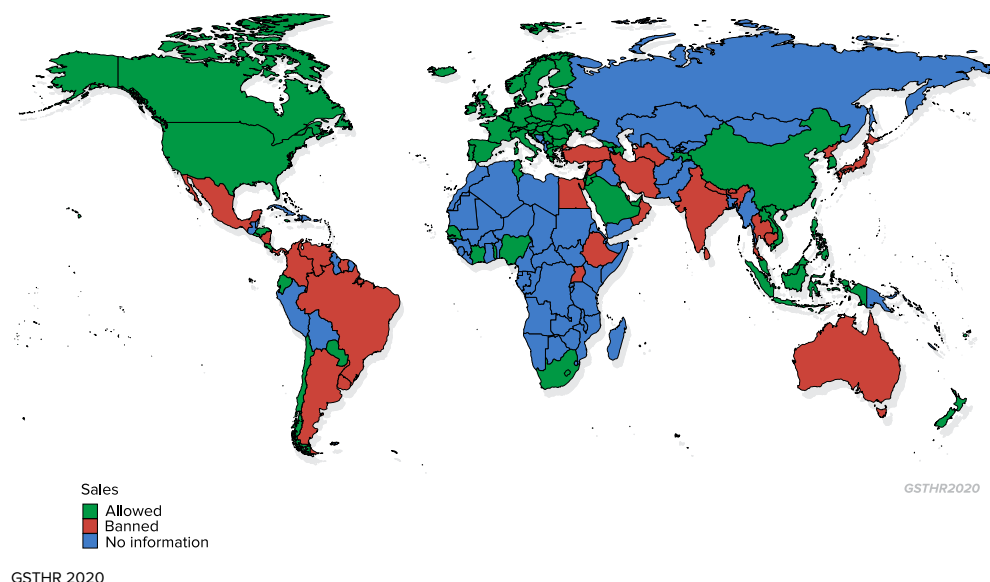 Sales
Allowed
Banned
No information
GSTHR2020
GSTHR 2020